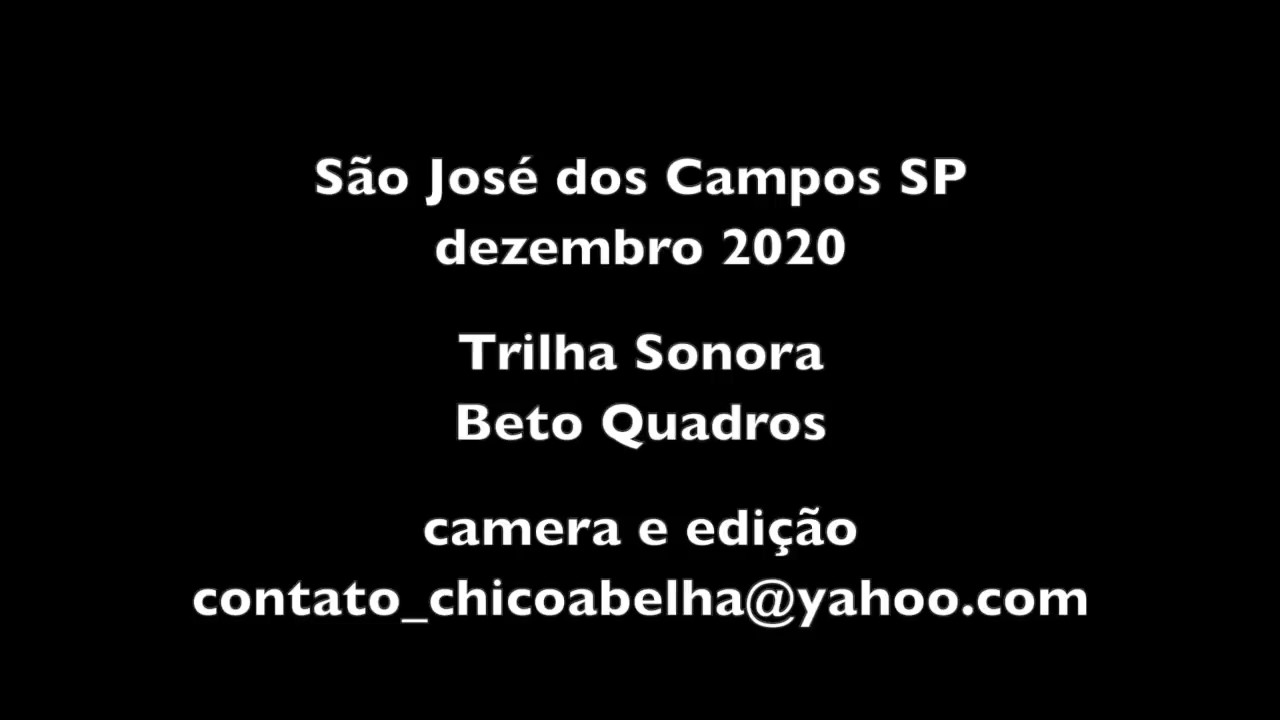 São José dos Campos SP
dezembro 2020
Trilha Sonora
Beto Quadros
camera e edição
contato_chicoabelha@yahoo.com